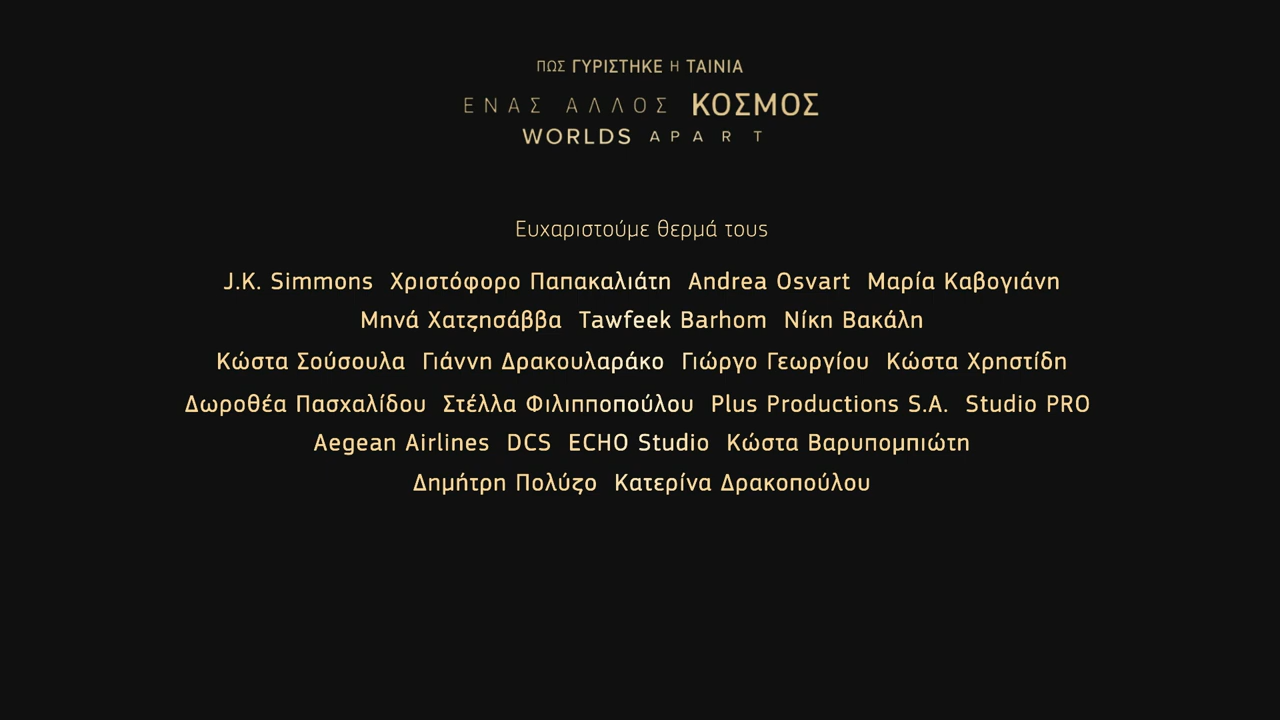 ΠΩΣ ΓΥΡΙΣΤΗΚΕ Η ΤΑΙΝΙΑ
ΕΝΑΣ ΑΛΛΟΣ ΚΟΣΜΟΣ
WORLDS APART
Ευχαριστούμε θερμά τους
J.K. Simmons Χριστόφορο Παπακαλιάτη Andrea Osvart Μαρία Καβογιάνη
Μηνά Χατζησάββα Tawfeek Barhom Νίκη Βακάλη
Κώστα Σούσουλα Γιάννη Δρακουλαράκο Γιώργο Γεωργίου Κώστα Χρηστίδη
Δωροθέα Πασχαλίδου Στέλλα Φιλιπποπούλου Plus Productions S.A. Studio PRO
Aegean Airlines DCS ECHO Studio Κώστα Βαρυπομπιώτη
Δημήτρη Πολύζο Κατερίνα Δρακοπούλου